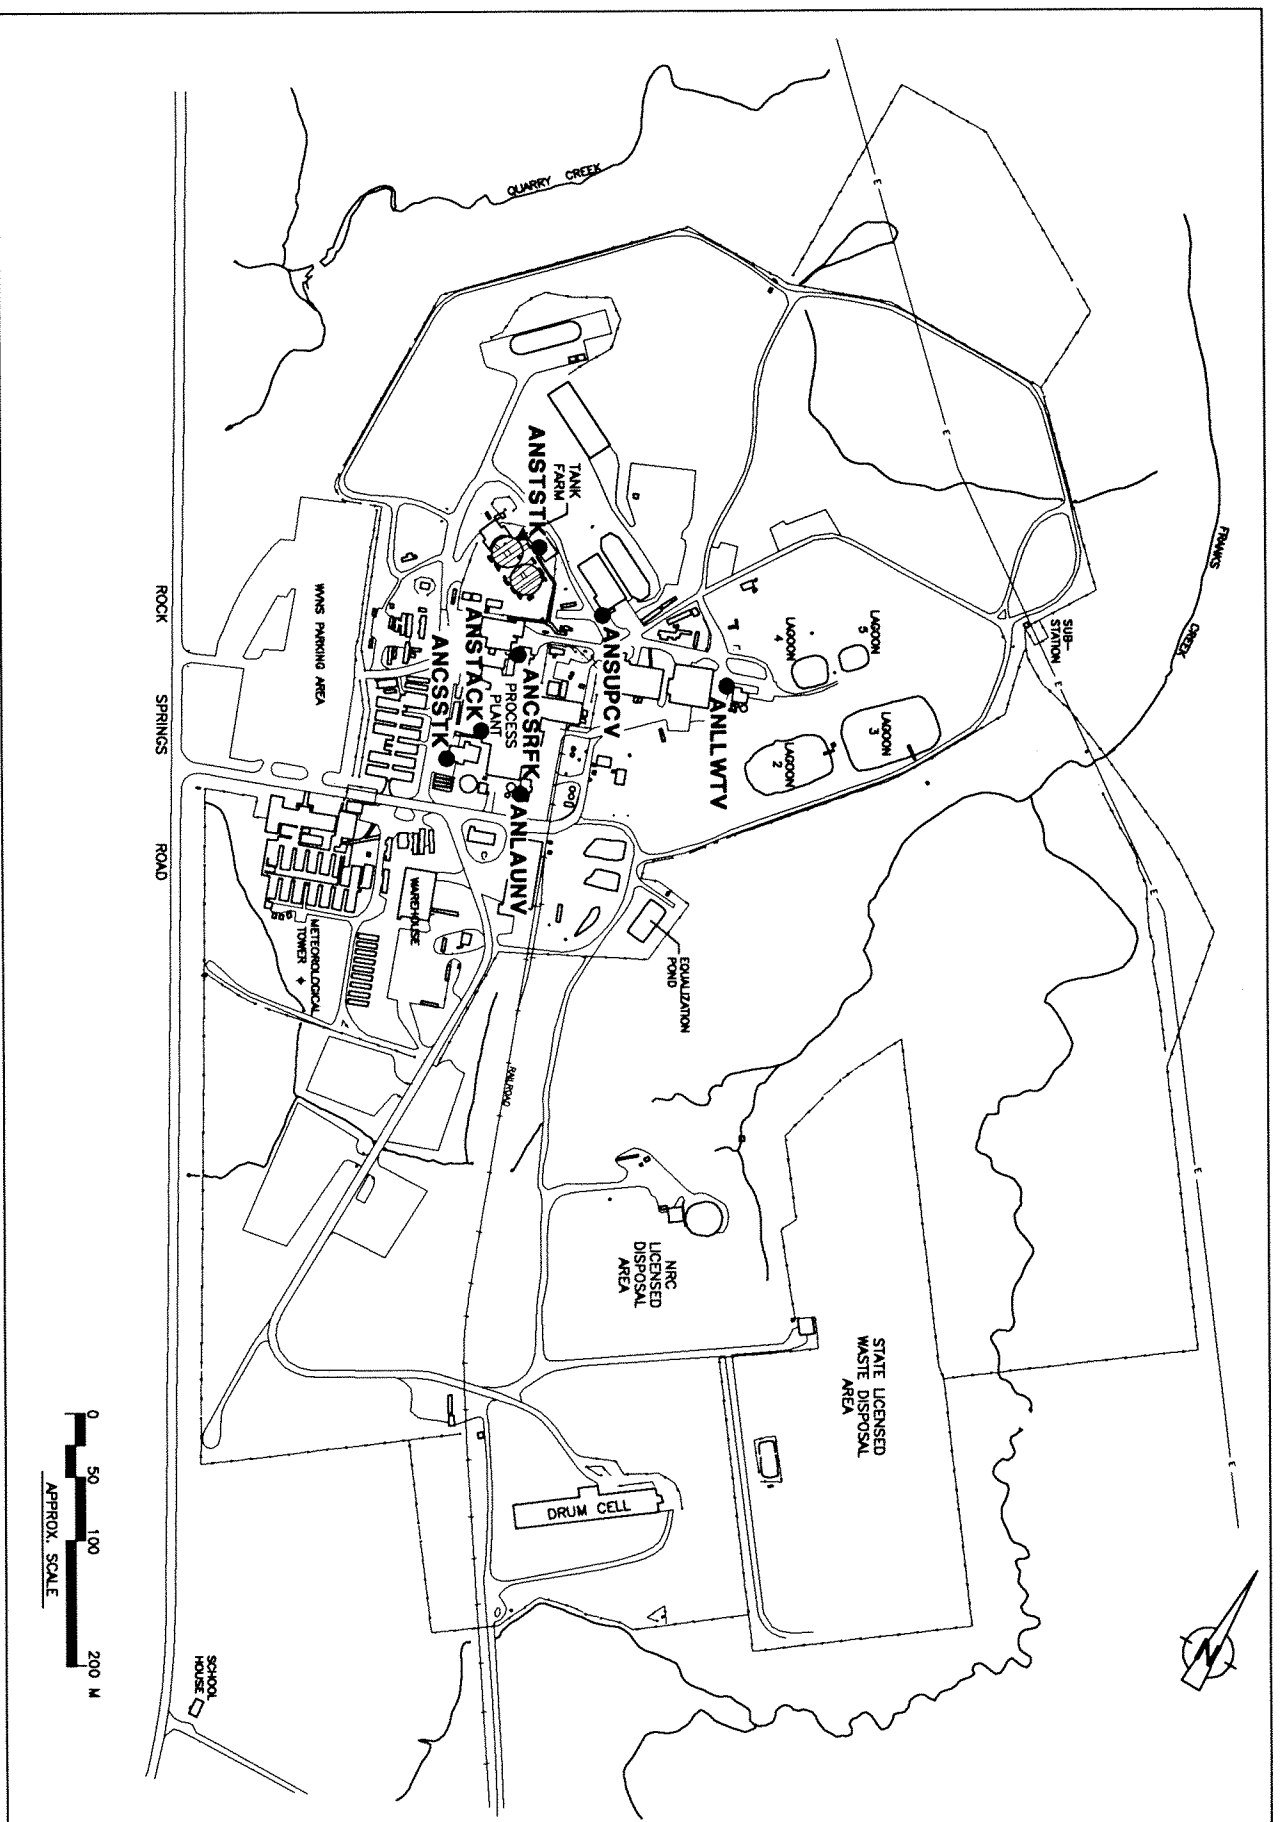 QUARRY CREEK
FRANKS
CREEK
SUB-
STATION
E
E
E
E
E
E
E
TANK
FARM
ANSTSTK
ANSUPCV
ANLLWTV
ANCSRFK
ANSTACK
ANCSSTK
ANLAUNV
PROCESS
PLANT
LAGOON
5
LAGOON
4
LAGOON
3
LAGOON
2
WVNS PARKING AREA
ROCK SPRINGS ROAD
WAREHOUSE
METEOROLOGICAL
TOWER
EQUALIZATION
POND
RAILROAD
NRC
LICENSED
DISPOSAL
AREA
STATE LICENSED
WASTE DISPOSAL
AREA
DRUM CELL
SCHOOL
HOUSE
N
0 50 100 200 M
APPROX. SCALE